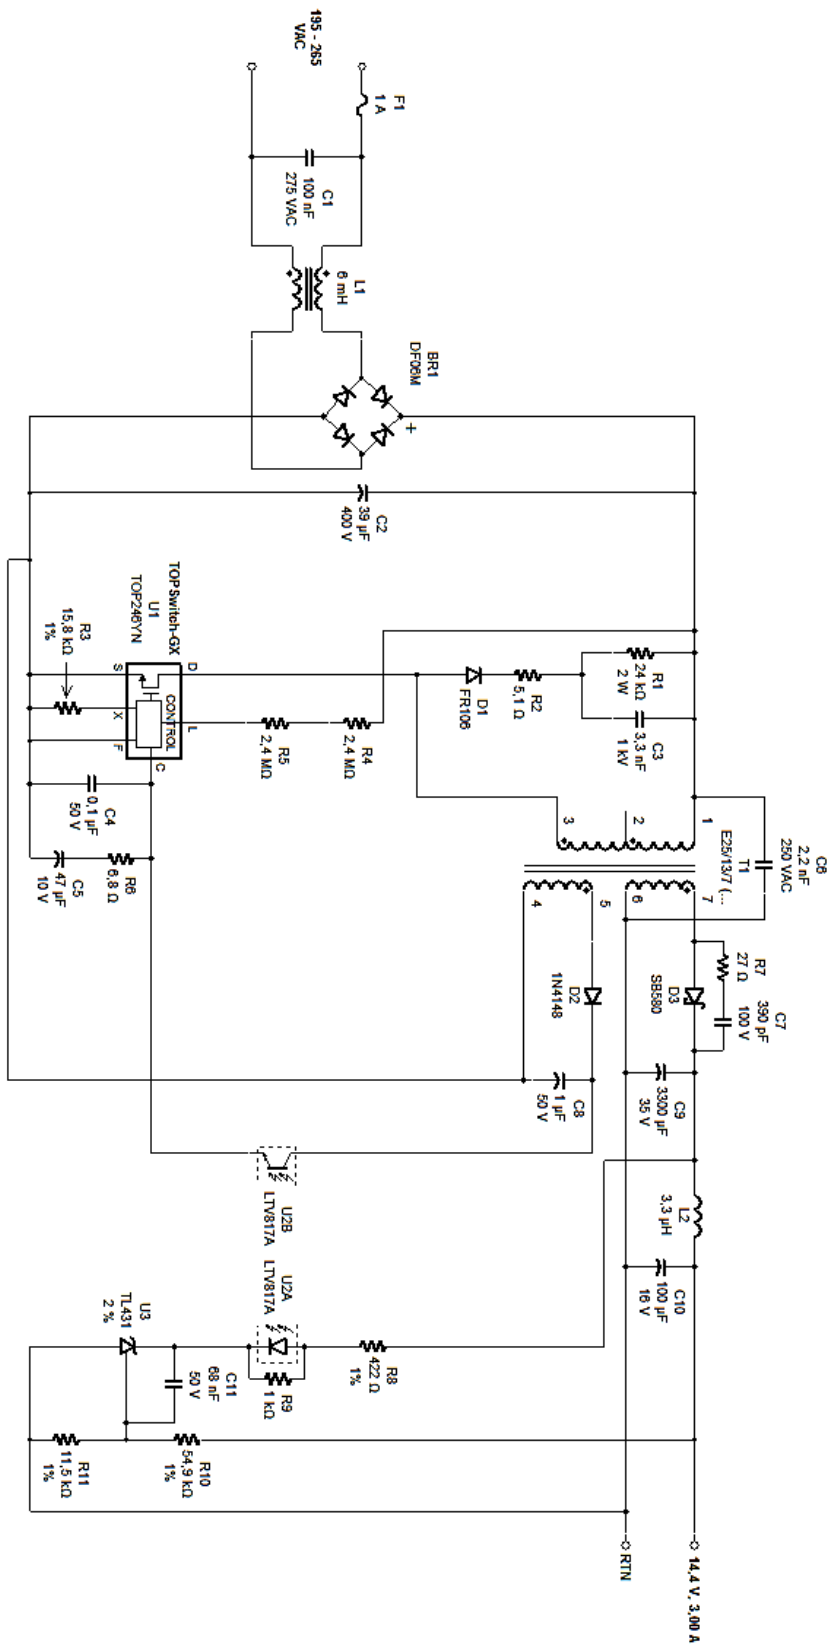 195 - 265
VAC
F1
1 A
C1
100 nF
275 VAC
L1
6 mH
BR1
DF06M
+
C2
39 µF
400 V
R1
24 kΩ
2 W
C3
3,3 nF
1 kV
R2
5,1 Ω
D1
FR106
R4
2,4 MΩ
R5
2,4 MΩ
TOPSwitch-GX
U1
TOP246YN
D
L
CONTROL
C
S
X
F
R3
15,8 kΩ
1%
C4
0,1 µF
50 V
R6
6,8 Ω
C5
47 µF
10 V
C6
2,2 nF
250 VAC
1
2
3
T1
E25/13/7 (...
7
6
5
4
R7
27 Ω
C7
390 pF
100 V
D3
SB580
D2
1N4148
C9
3300 µF
35 V
C8
1 µF
50 V
L2
3,3 µH
C10
100 µF
16 V
U2B
LTV817A
U2A
LTV817A
R8
422 Ω
1%
R9
1 kΩ
C11
68 nF
50 V
U3
TL431
2 %
R10
54,9 kΩ
1%
R11
11,5 kΩ
1%
14,4 V, 3,00 A
RTN